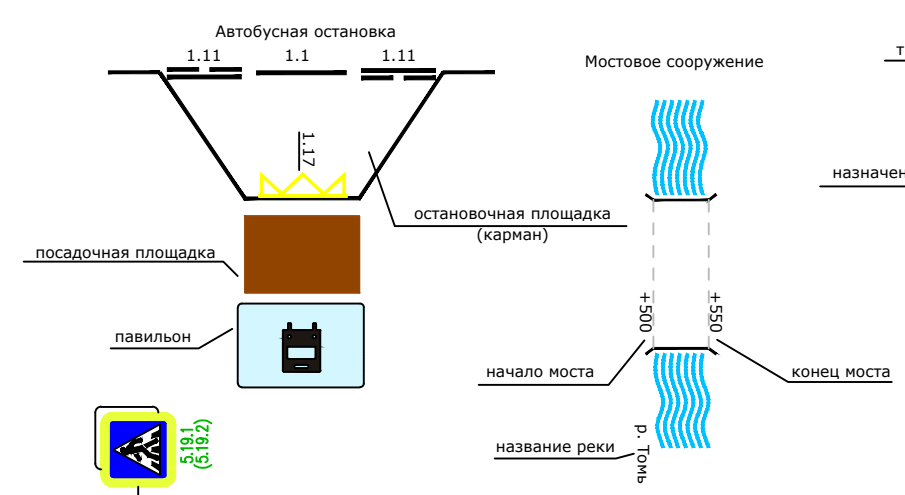 Автобусная остановка
1.11
1.1
1.11
1.17
остановочная площадка
(карман)
посадочная площадка
павильон
5.19.1
(5.19.2)
Мостовое сооружение
+500
+550
начало моста
конец моста
название реки
р. Томь
назначен